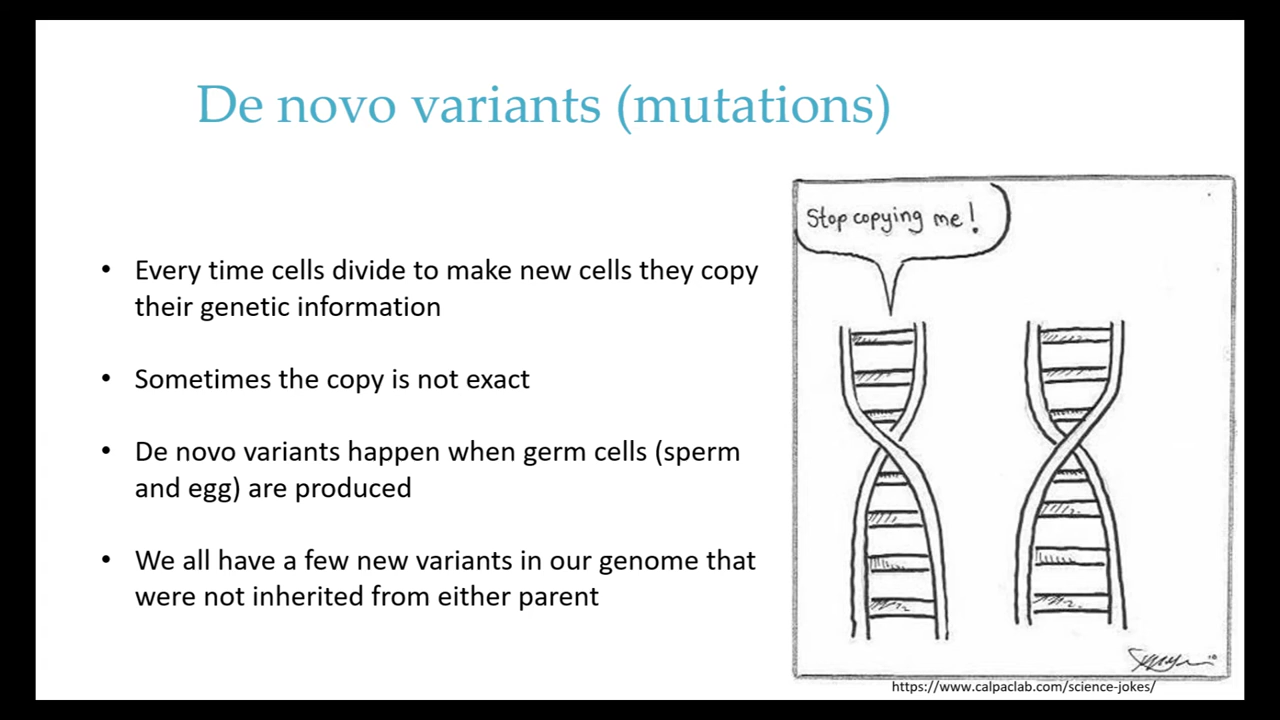 De novo variants (mutations)
• Every time cells divide to make new cells they copy
their genetic information
• Sometimes the copy is not exact
• De novo variants happen when germ cells (sperm
and egg) are produced
• We all have a few new variants in our genome that
were not inherited from either parent
Stop copying me!
https://www.calpaclab.com/science-jokes/